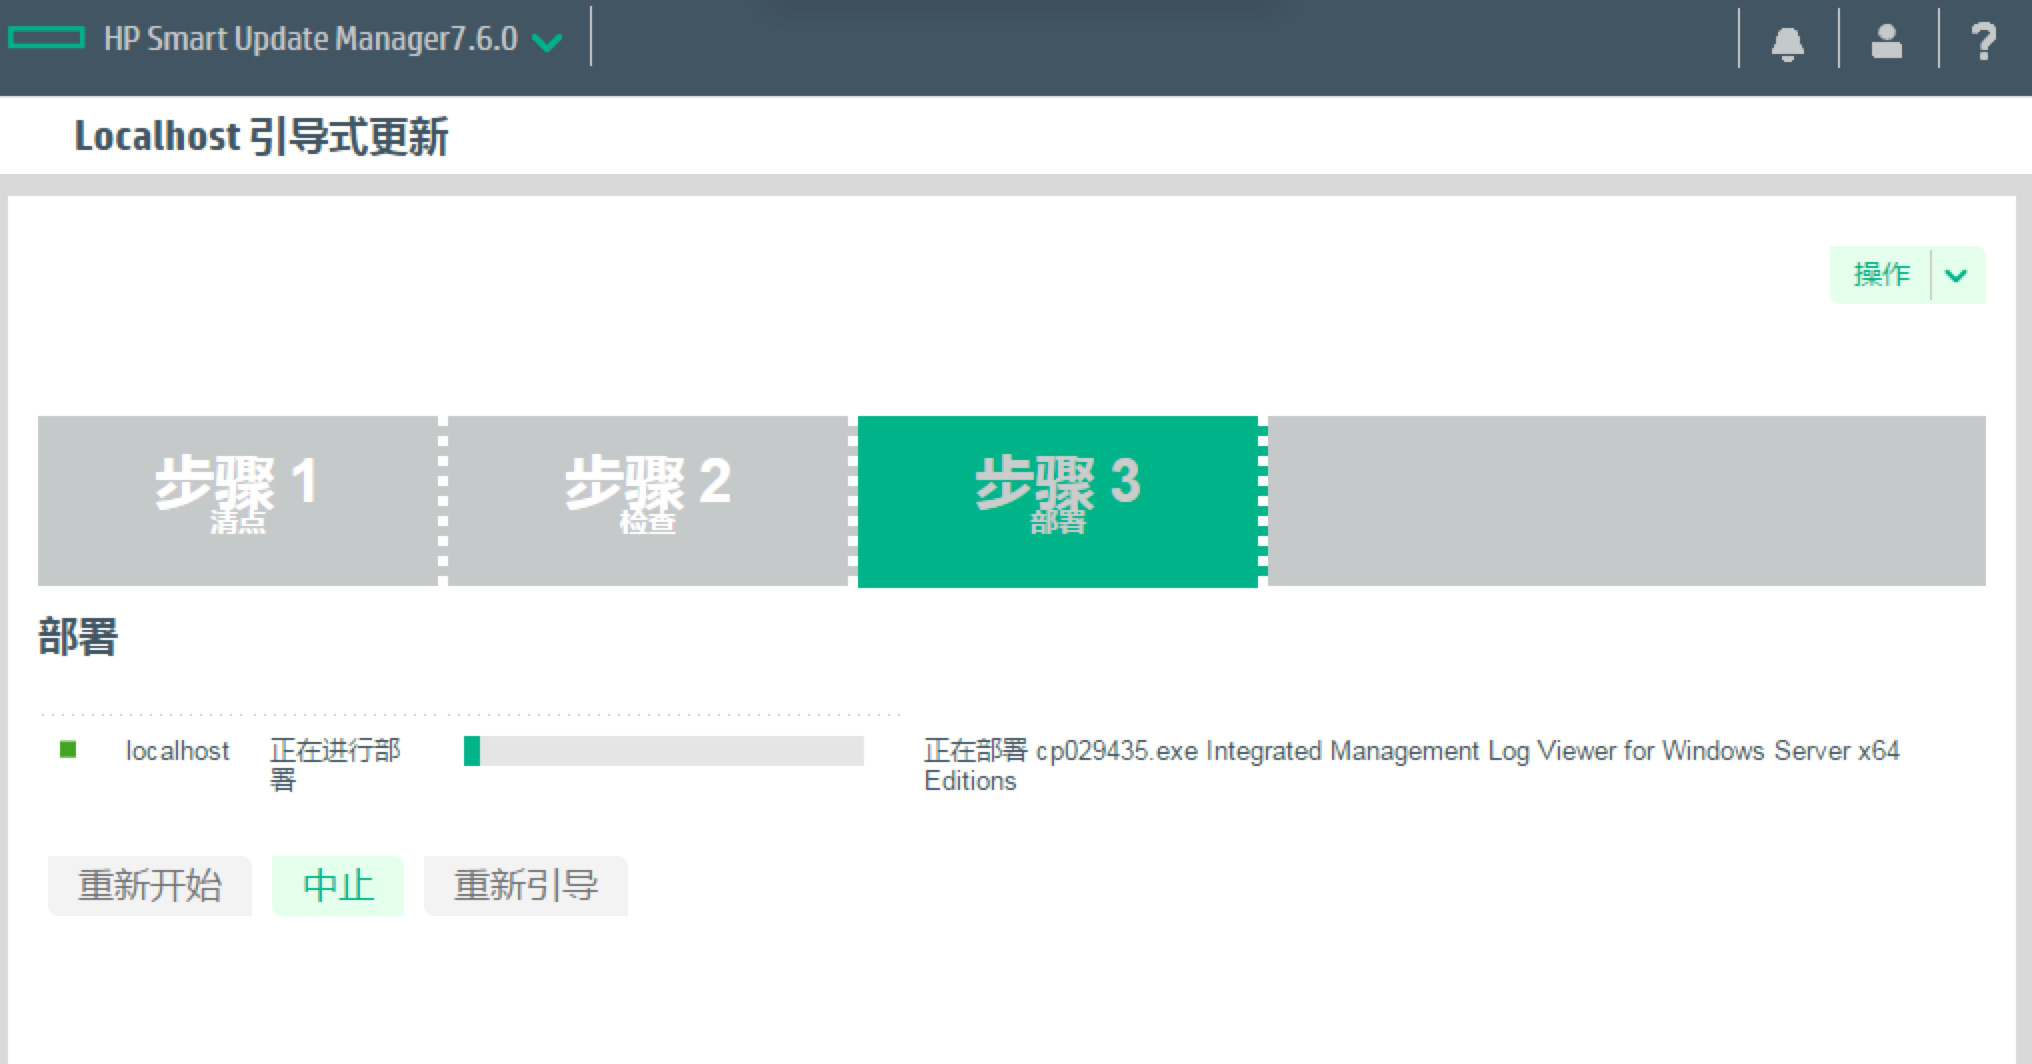 HP Smart Update Manager7.6.0
?
Localhost 引导式更新
操作
步骤 1
清点
步骤 2
检查
步骤 3
部署
部署
localhost
正在进行部
署
正在部署 cp029435.exe Integrated Management Log Viewer for Windows Server x64
Editions
重新开始
中止
重新引导